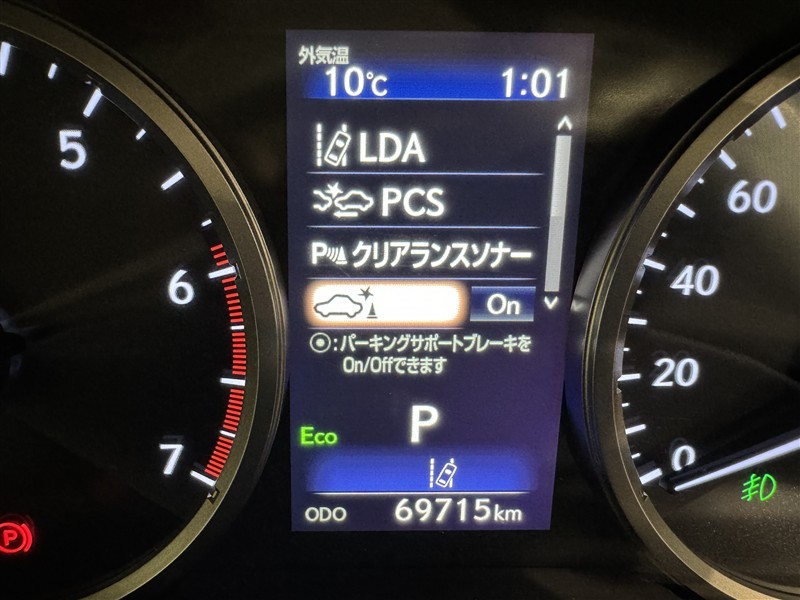 外気温
10℃ 1:01
LDA
PCS
P クリアランスソナー
On
:パーキングサポートブレーキを
On/Offできます
P
Eco
ODO 69715km
5
6
7
P
60
40
20
0